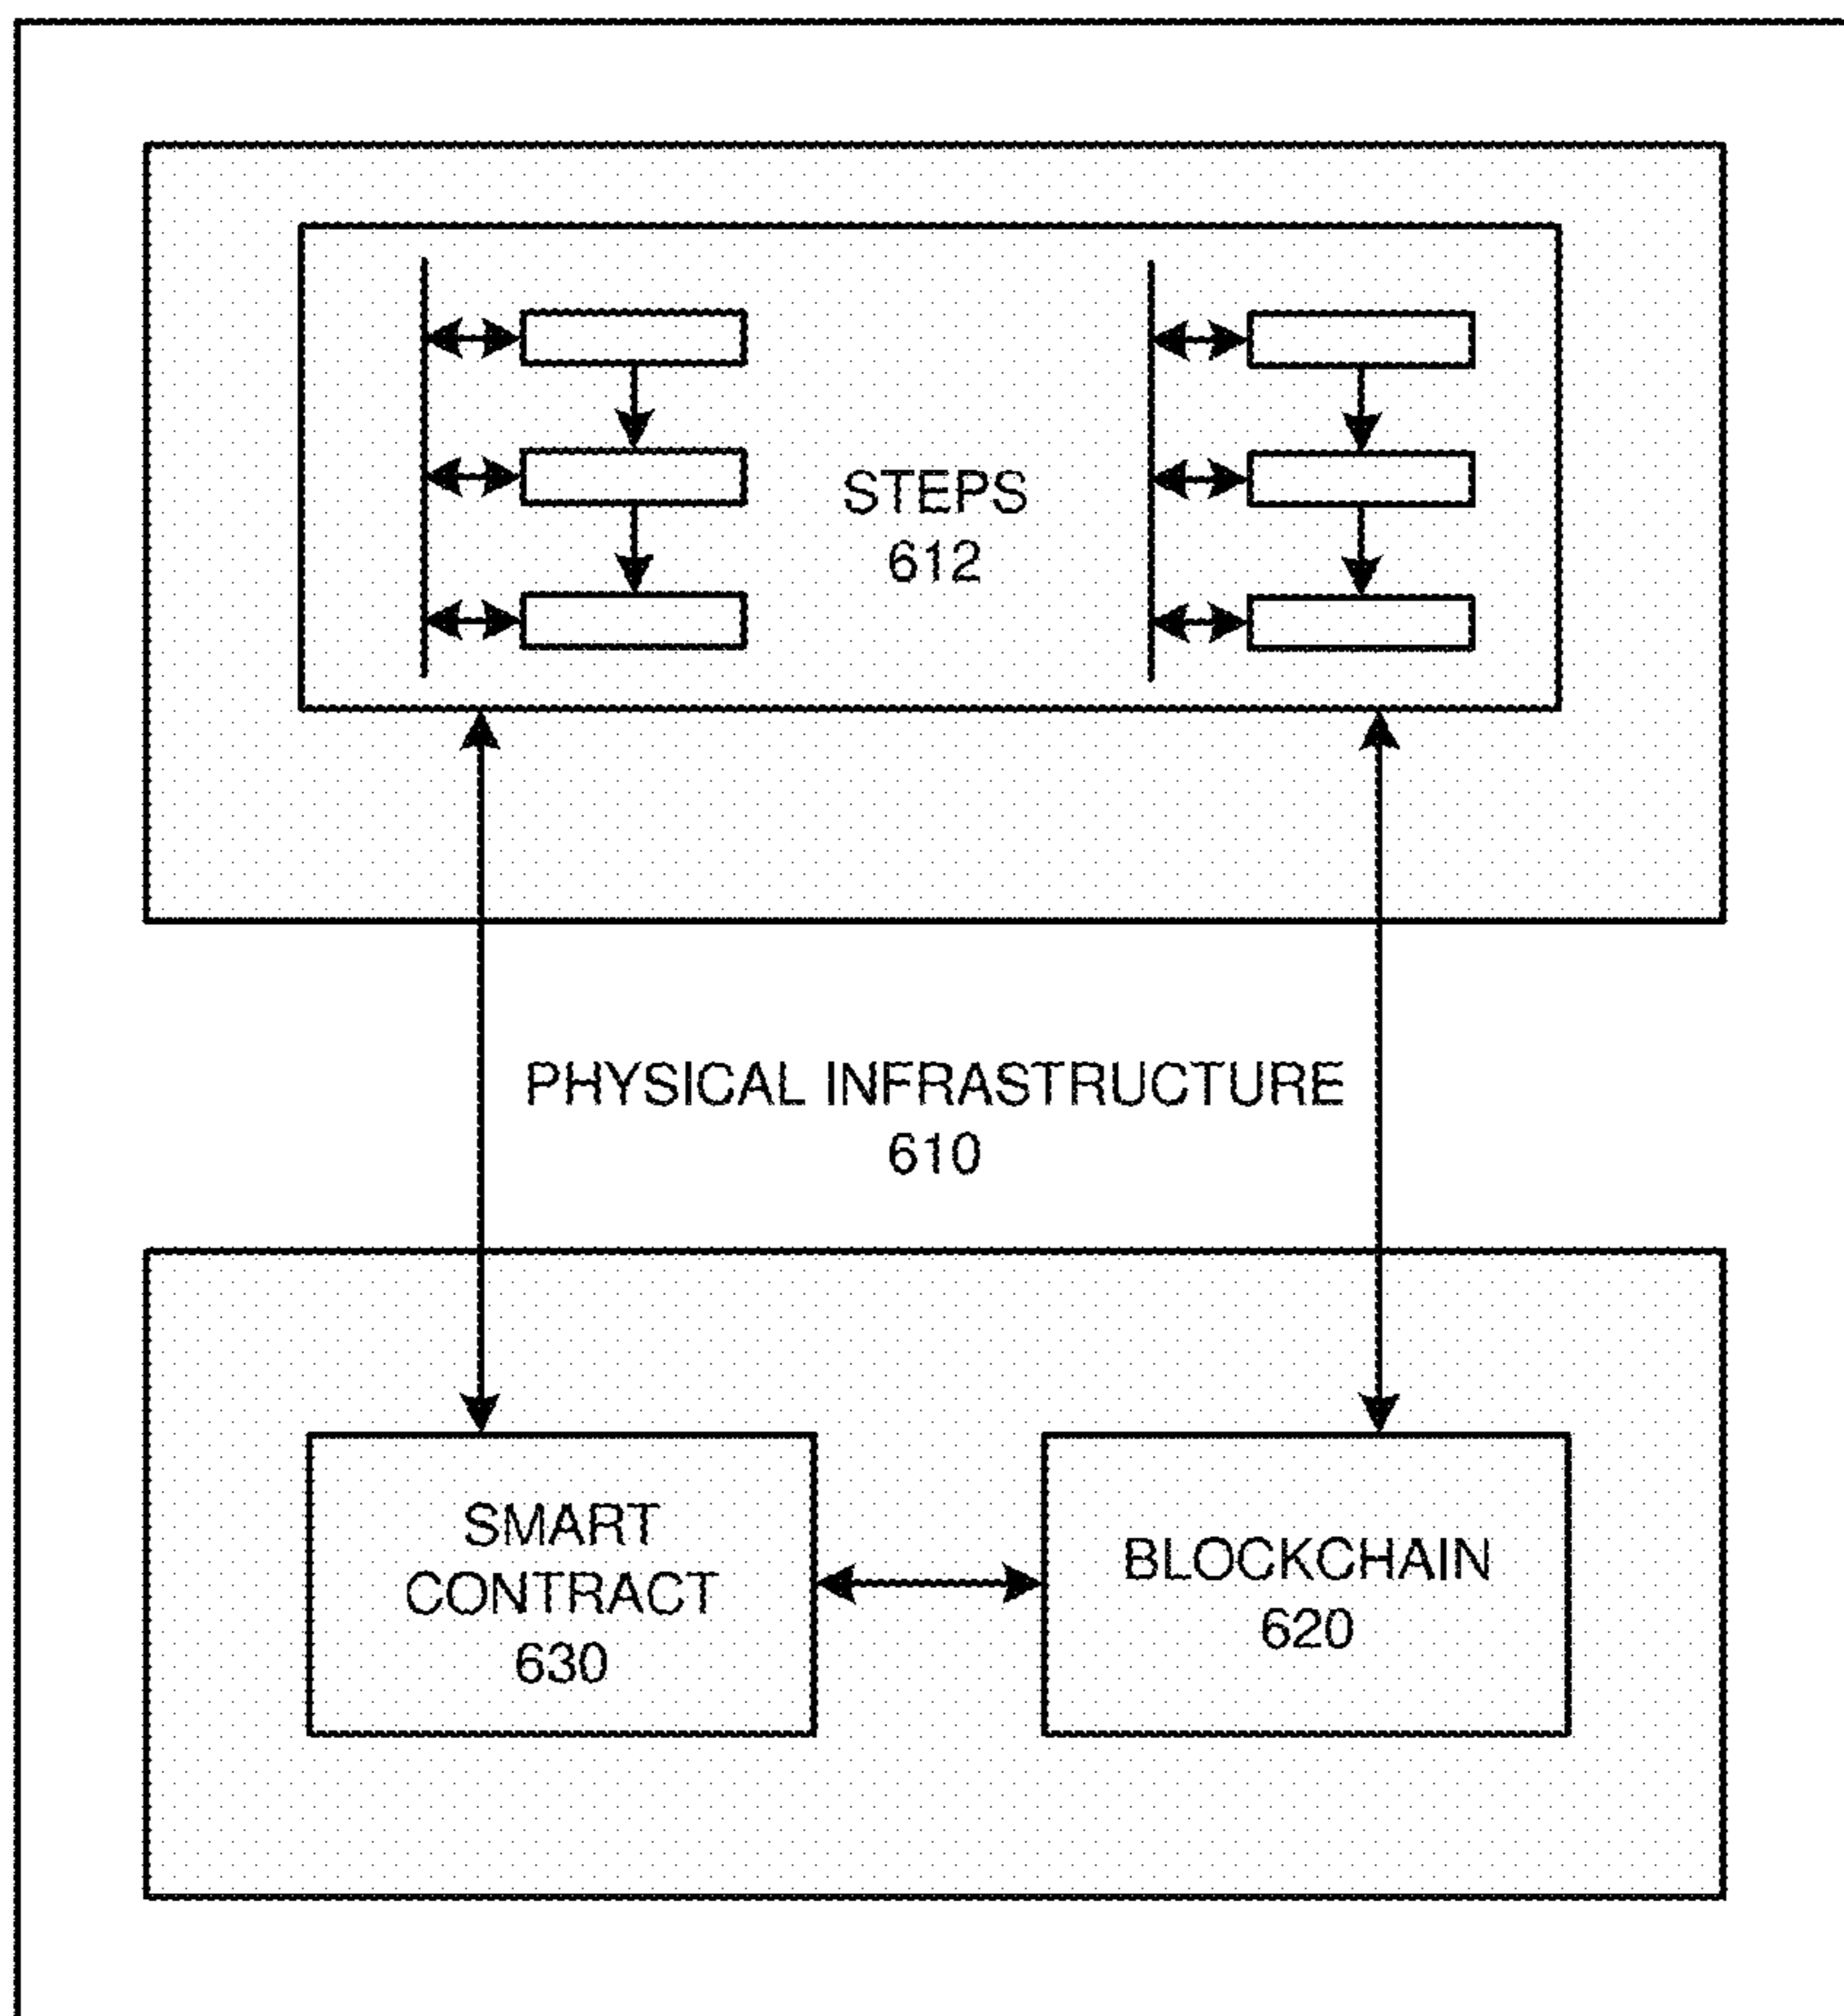 STEPS
612
PHYSICAL INFRASTRUCTURE
610
SMART
CONTRACT
630
BLOCKCHAIN
620